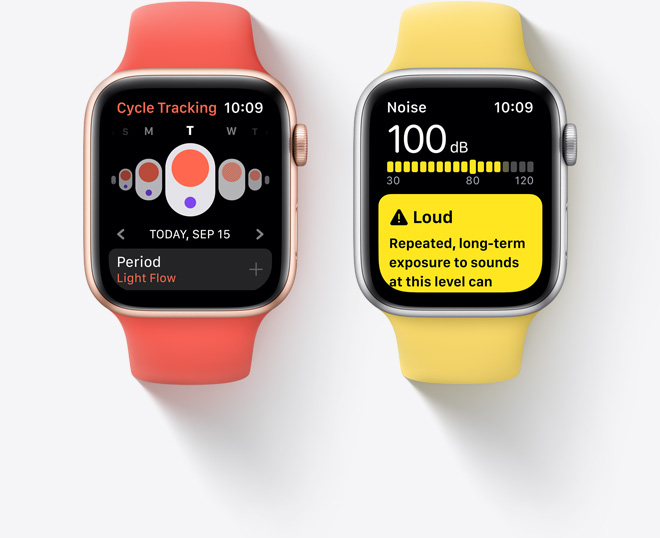 Cycle Tracking 10:09
S M T W T
TODAY, SEP 15
Period
Light Flow
Noise 10:09
100 dB
30 80 120
Loud
Repeated, long-term
exposure to sounds
at this level can